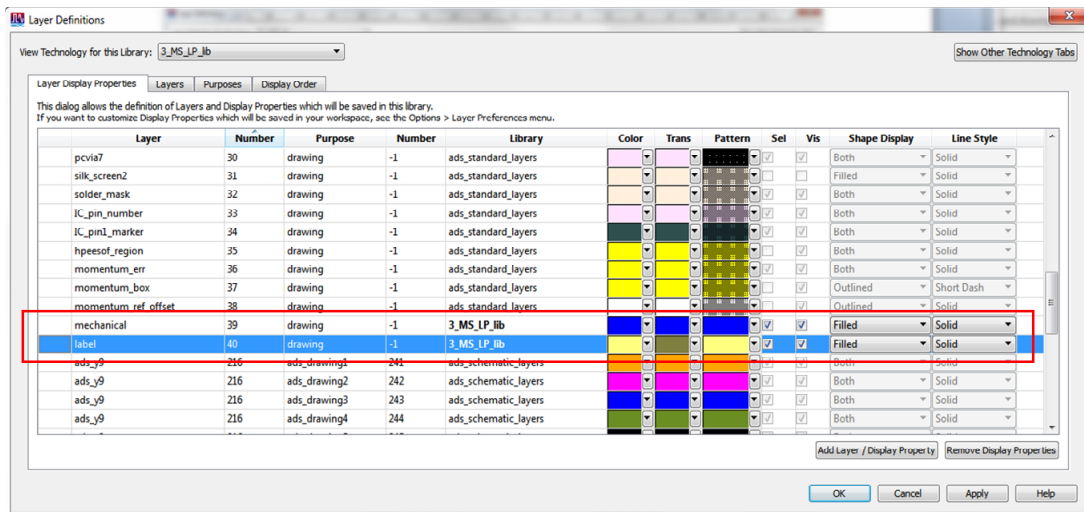 Layer Definitions
View Technology for this Library: 3_MS_LP_lib
Show Other Technology Tabs
Layer Display Properties Layers Purposes Display Order
This dialog allows the definition of Layers and Display Properties which will be saved in this library.
If you want to customize Display Properties which will be saved in your workspace, see the Options > Layer Preferences menu.
Layer Number Purpose Number Library Color Trans Pattern Sel Vis Shape Display Line Style
pcvia7 30 drawing -1 ads_standard_layers Both Solid
silk_screen2 31 drawing -1 ads_standard_layers Filled Solid
solder_mask 32 drawing -1 ads_standard_layers Both Solid
IC_pin_number 33 drawing -1 ads_standard_layers Both Solid
IC_pin1_marker 34 drawing -1 ads_standard_layers Both Solid
hpeesof_region 35 drawing -1 ads_standard_layers Both Solid
momentum_err 36 drawing -1 ads_standard_layers Both Solid
momentum_box 37 drawing -1 ads_standard_layers Outlined Short Dash
momentum_ref_offset 38 drawing -1 ads_standard_layers Outlined Solid
mechanical 39 drawing -1 3_MS_LP_lib Filled Solid
label 40 drawing -1 3_MS_LP_lib Filled Solid
ads_y9 216 ads_drawing1 241 ads_schematic_layers Both Solid
ads_y9 216 ads_drawing2 242 ads_schematic_layers Both Solid
ads_y9 216 ads_drawing3 243 ads_schematic_layers Both Solid
ads_y9 216 ads_drawing4 244 ads_schematic_layers Both Solid
Add Layer / Display Property Remove Display Properties
OK Cancel Apply Help